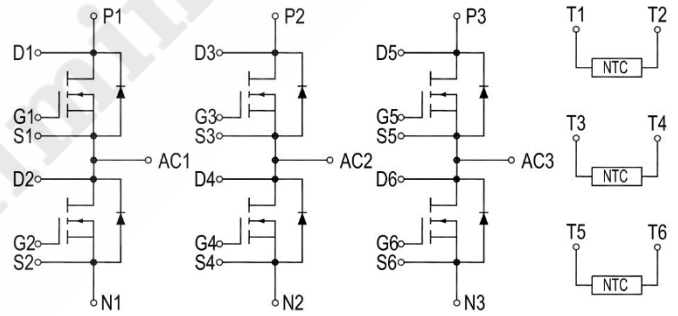 P1 P2 P3 T1 T2
D1 D3 D5
NTC
G1 G3 G5
S1 S3 S5 T3 T4
AC1 AC2 AC3
D2 D4 D6 NTC
T5 T6
G2 G4 G6
S2 S4 S6
NTC
N1 N2 N3